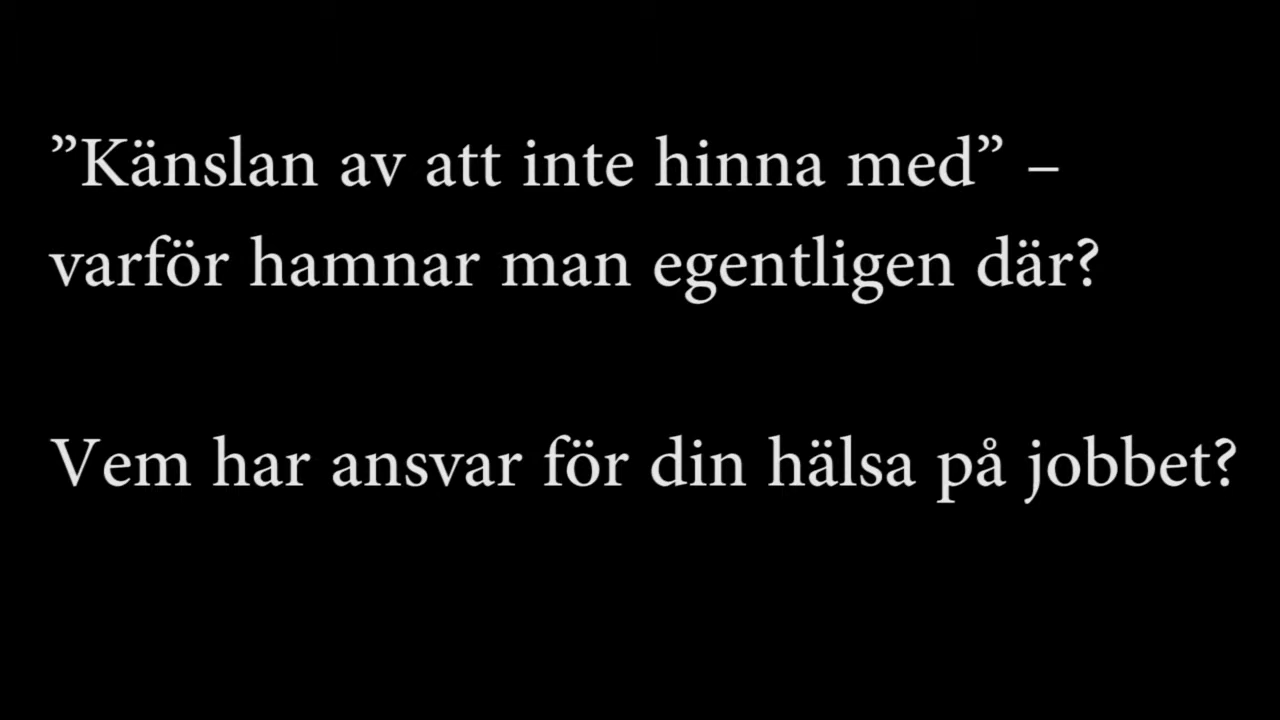 ”Känslan av att inte hinna med” –
varför hamnar man egentligen där?
Vem har ansvar för din hälsa på jobbet?